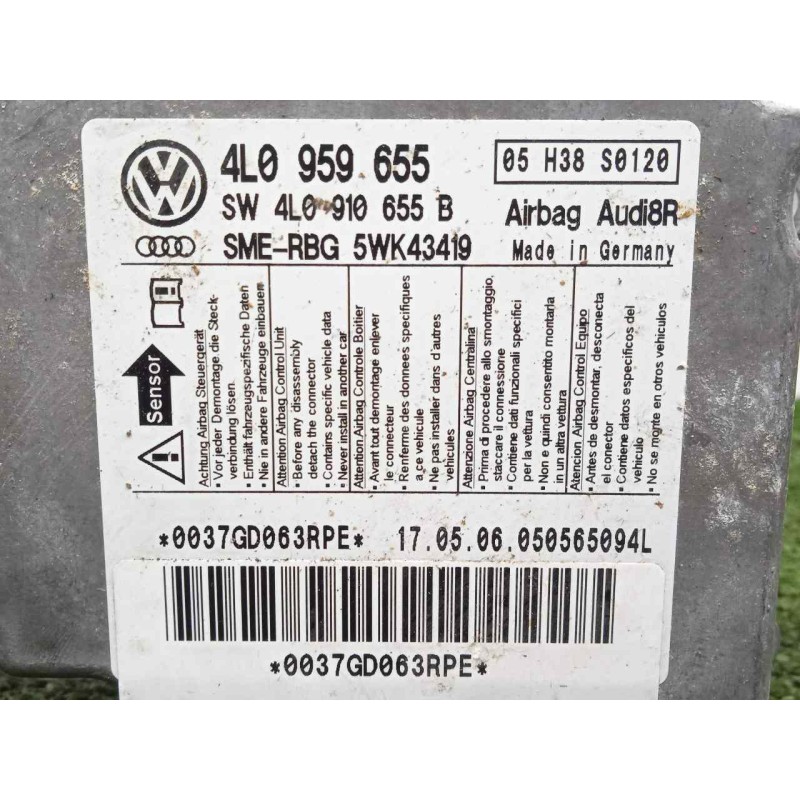 4L0 959 655
05 H38 S0120
SW 4L0 910 655 B
Airbag Audi8R
SME-RBG 5WK43419
Made in Germany
Sensor
Achtung Airbag Steuergerät
• Vor jeder Demontage die Steck-
verbindung lösen.
• Enthält fahrzeugspezifische Daten
• Nie in andere Fahrzeuge einbauen
Attention Airbag Control Unit
• Before any disassembly
detach the connector
• Contains specific vehicle data
• Never install in another car
Attention Airbag Controle Boitier
• Avant tout demontage enlever
le connecteur
• Renferme des donnees specifiques
a,ce vehicule
• Ne pas installer dans d'autres
vehicules
Attenzione Airbag Centralina
• Prima di procedere allo smontaggio,
staccare il connessione
• Contiene dati funzionali specifici
per la vettura
• Non e quindi consentito montarla
in un altra vettura
Atencion Airbag Control Equipo
• Antes de desmontar, desconecta
el conector
• Contiene datos especificos del
vehiculo
• No se monte en otros vehiculos
*0037GD063RPE*
17.05.06.050565094L
*0037GD063RPE*